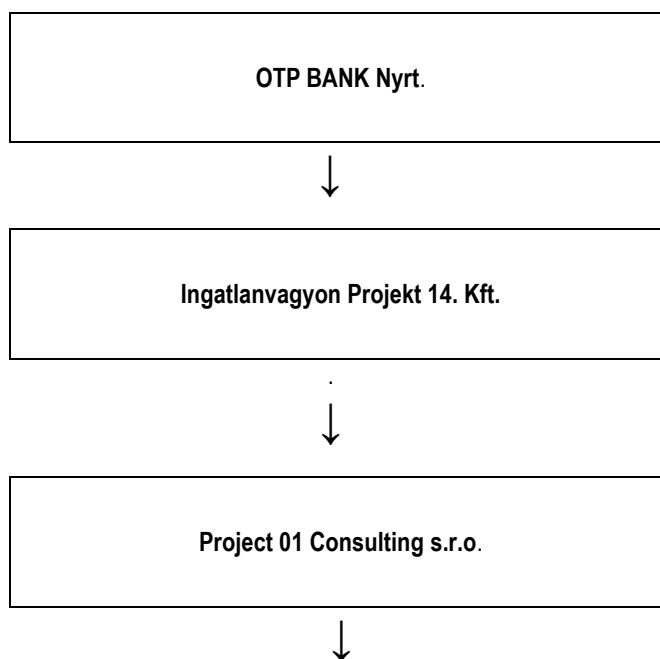 OTP BANK Nyrt.
↓
Ingatlanvagyon Projekt 14. Kft.
.
↓
Project 01 Consulting s.r.o.
↓